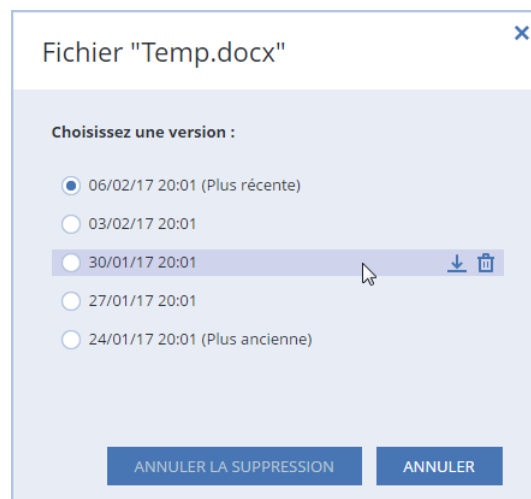 Fichier "Temp.docx"
Choisissez une version :
06/02/17 20:01 (Plus récente)
03/02/17 20:01
30/01/17 20:01
27/01/17 20:01
24/01/17 20:01 (Plus ancienne)
ANNULER LA SUPPRESSION ANNULER